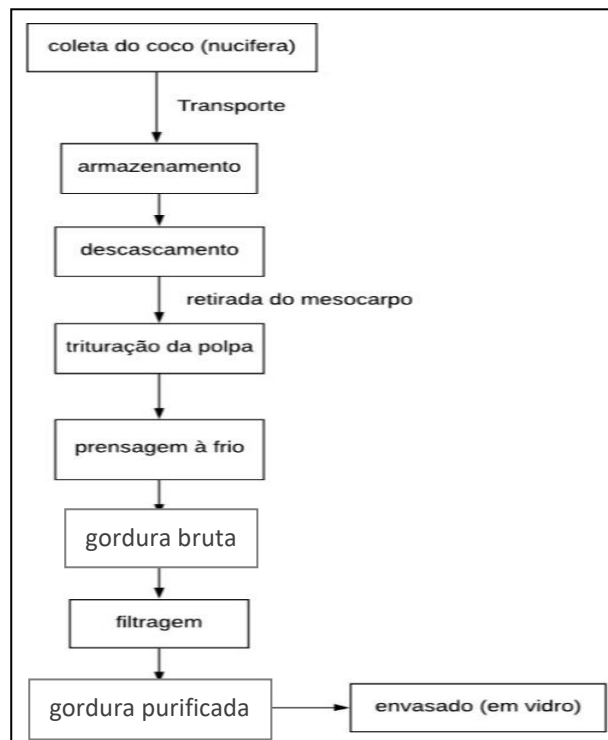 coleta do coco (nucifera)
Transporte
armazenamento
descascamento
retirada do mesocarpo
trituração da polpa
prensagem à frio
gordura bruta
filtragem
gordura purificada
envasado (em vidro)